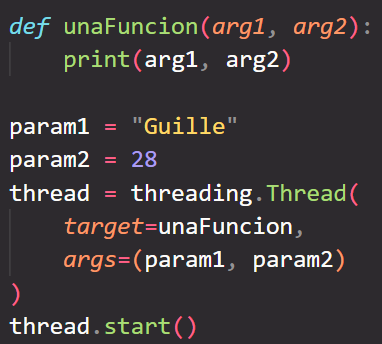 def unaFuncion(arg1, arg2):
    print(arg1, arg2)

param1 = "Guille"
param2 = 28
thread = threading.Thread(
    target=unaFuncion,
    args=(param1, param2)
)
thread.start()